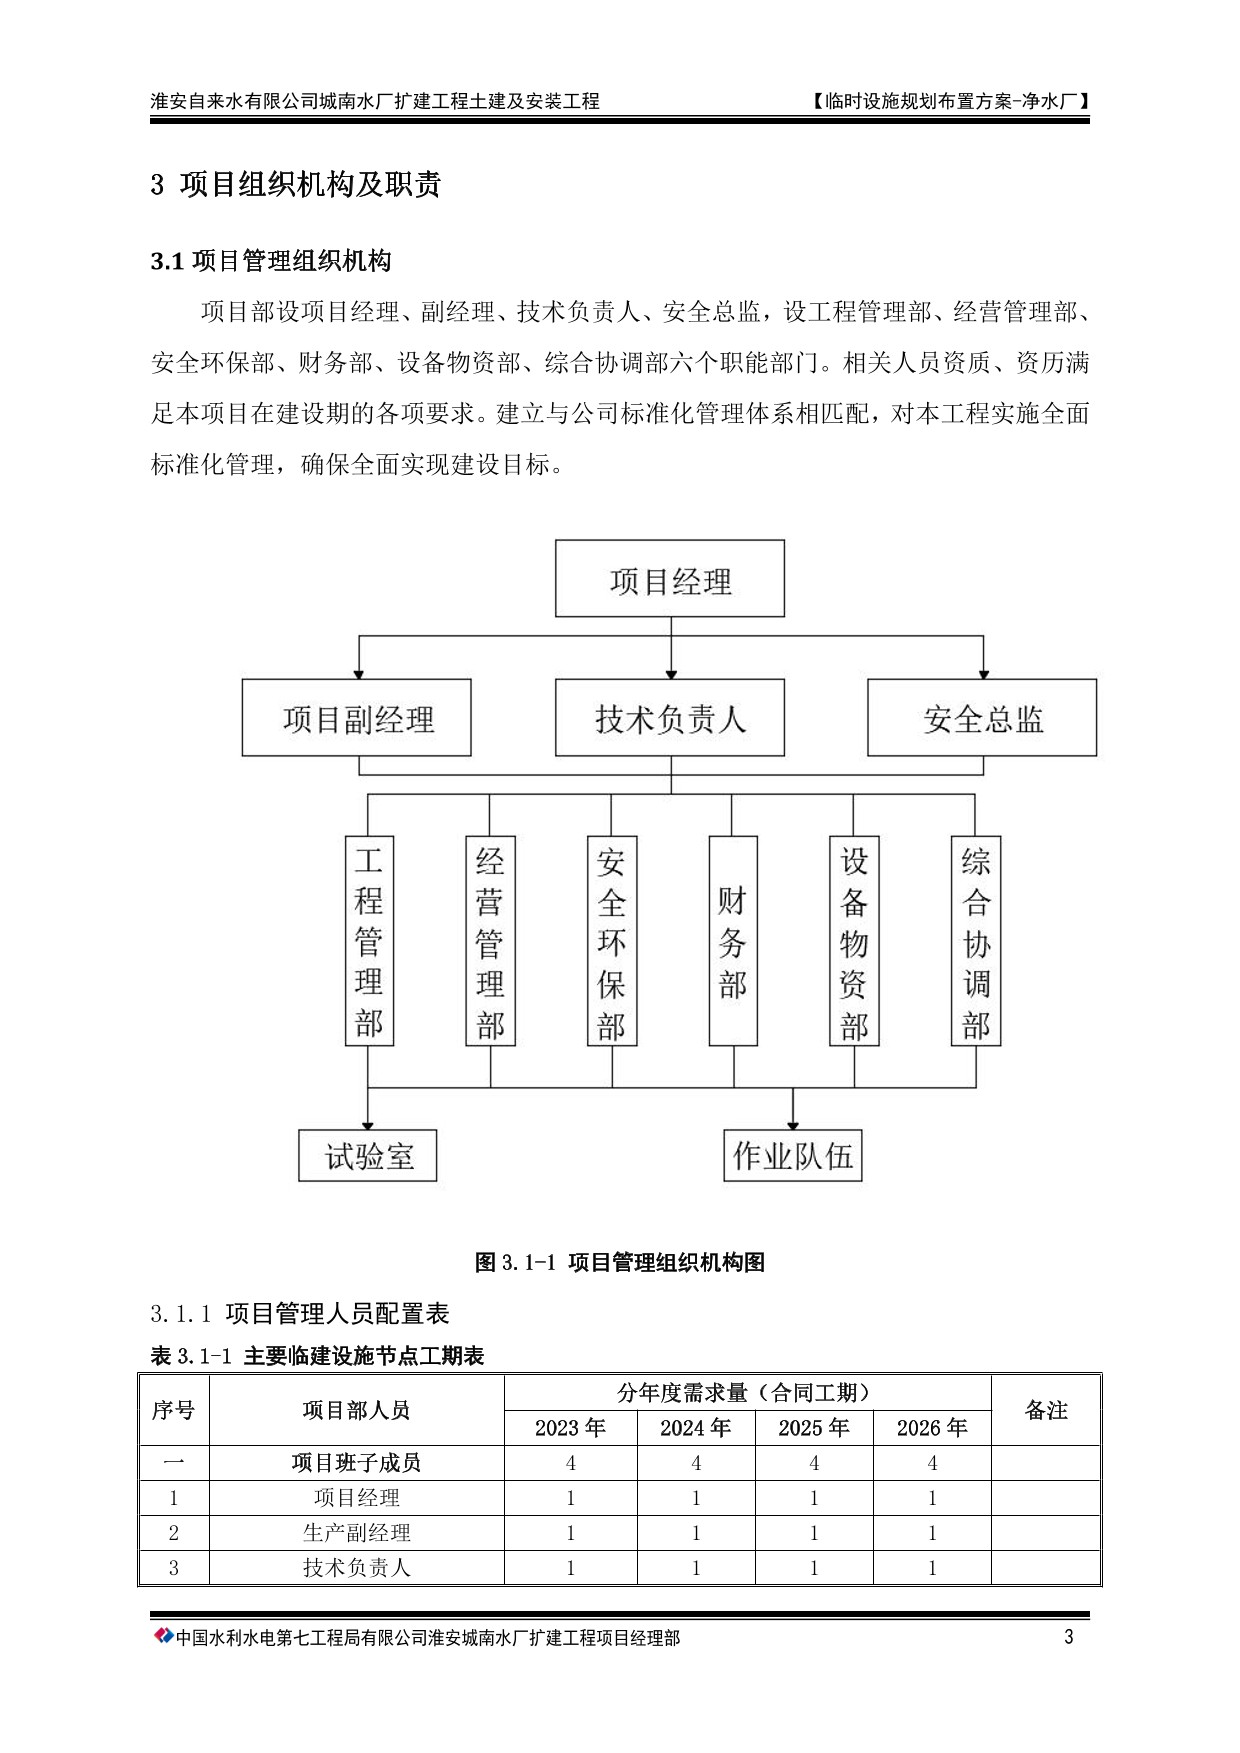 淮安自来水有限公司城南水厂扩建工程土建及安装工程 【临时设施规划布置方案-净水厂】
3 项目组织机构及职责
3.1 项目管理组织机构
项目部设项目经理、副经理、技术负责人、安全总监，设工程管理部、经营管理部、
安全环保部、财务部、设备物资部、综合协调部六个职能部门。相关人员资质、资历满
足本项目在建设期的各项要求。建立与公司标准化管理体系相匹配，对本工程实施全面
标准化管理，确保全面实现建设目标。
项目经理
项目副经理 技术负责人 安全总监
工程管理部 经营管理部 安全环保部 财务部 设备物资部 综合协调部
试验室 作业队伍
图 3.1-1 项目管理组织机构图
3.1.1 项目管理人员配置表
表 3.1-1 主要临建设施节点工期表
序号 项目部人员 分年度需求量（合同工期） 备注
2023 年 2024 年 2025 年 2026 年
一 项目班子成员 4 4 4 4
1 项目经理 1 1 1 1
2 生产副经理 1 1 1 1
3 技术负责人 1 1 1 1
中国水利水电第七工程局有限公司淮安城南水厂扩建工程项目经理部 3